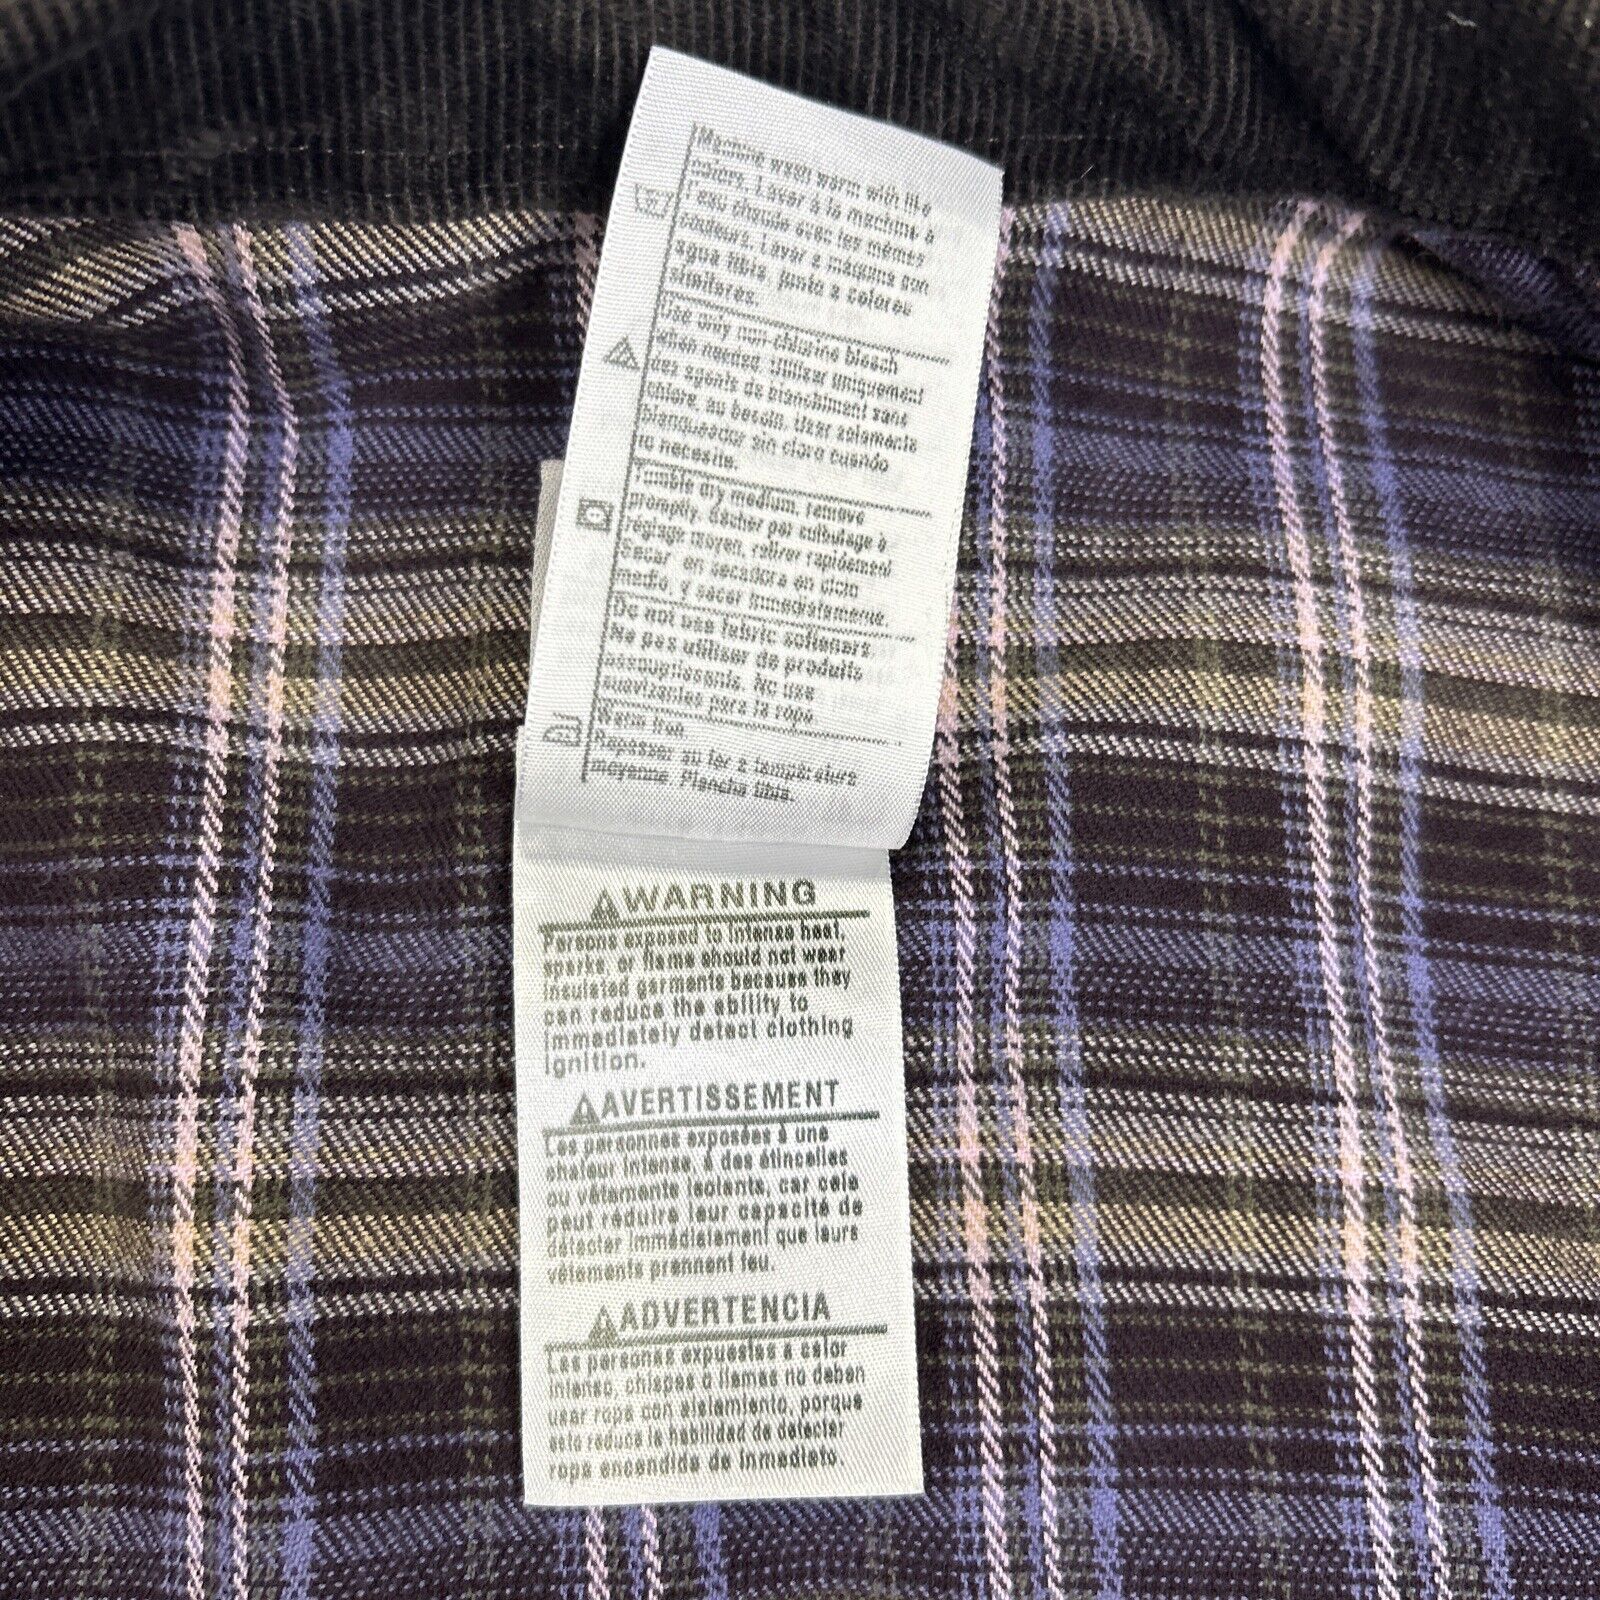 Machine wash warm with like
colors. Laver à la machine à
l'eau chaude avec les mêmes
couleurs. Lavar a maquina con
agua tibia, junto a colores
similares.
Use only non-chlorine bleach
when needed. Utiliser uniquement
des agents de blanchiment sans
chlore, au besoin. Usar solamente
blanqueador sin cloro cuando
lo necesite.
Tumble dry medium, remove
promptly. Sécher par culbutage à
réglage moyen, retirer rapidement
Secar en secadora en ciclo
medio, y sacar
Do not use fabric softeners.
Ne pas utiliser de produits
assouplissants. No use
suavizantes para la ropa
Warm iron
Repasser au fer a température
moyenne. Plancha tibia.
WARNING
Persons exposed to intense heat,
sparks, or flame should not wear
insulated garments because they
can reduce the ability to
immediately detect clothing
ignition.
AVERTISSEMENT
Les personnes exposées à une
chaleur intense, à des étincelles
ou vêtements isolants, car cela
peut réduire leur capacité de
détecter immédiatement que leurs
vêtements prennent feu.
ADVERTENCIA
Las personas expuestas a calor
intenso, chispas o llamas no deben
usar ropa con aislamiento, porque
esto reduce la habilidad de detectar
ropa encendida de inmediato.